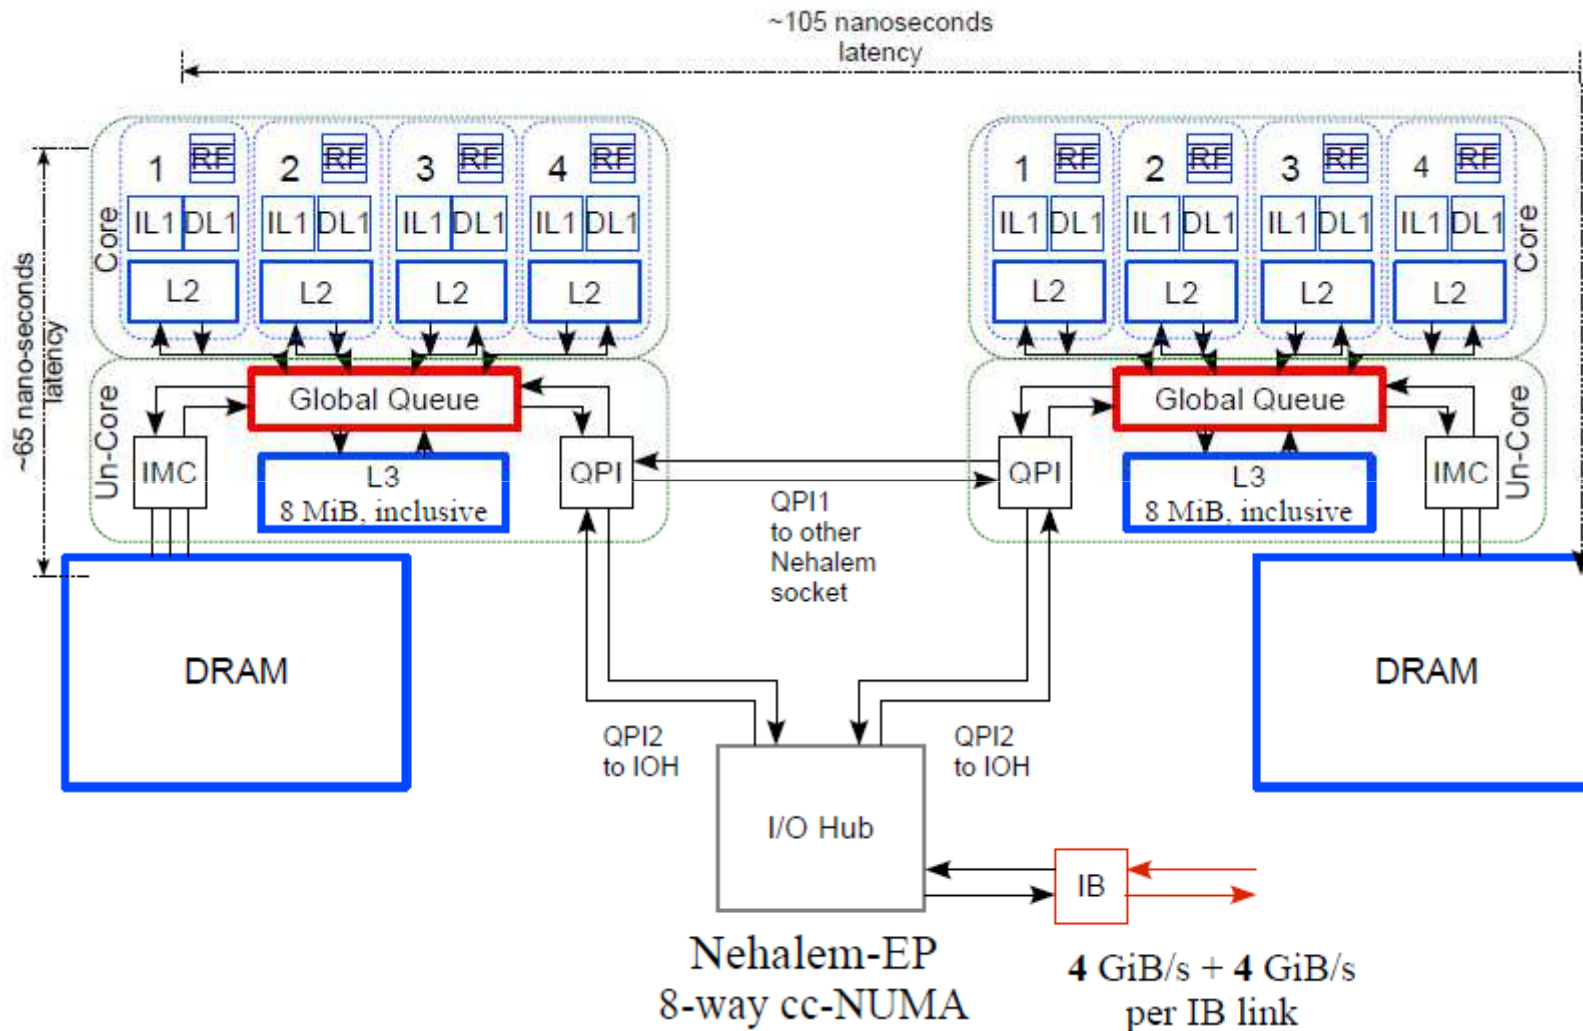 ~105 nanoseconds
latency
1 RF 2 RF 3 RF 4 RF
IL1 DL1 IL1 DL1 IL1 DL1 IL1 DL1
L2 L2 L2 L2
Core
~65 nano-seconds
latency
Un-Core
Global Queue
IMC
L3
8 MiB, inclusive
QPI
DRAM
1 RF 2 RF 3 RF 4 RF
IL1 DL1 IL1 DL1 IL1 DL1 IL1 DL1
L2 L2 L2 L2
Core
Global Queue
QPI
L3
8 MiB, inclusive
IMC
Un-Core
DRAM
QPI1
to other
Nehalem
socket
QPI2
to IOH
QPI2
to IOH
I/O Hub
IB
Nehalem-EP
8-way cc-NUMA
4 GiB/s + 4 GiB/s
per IB link